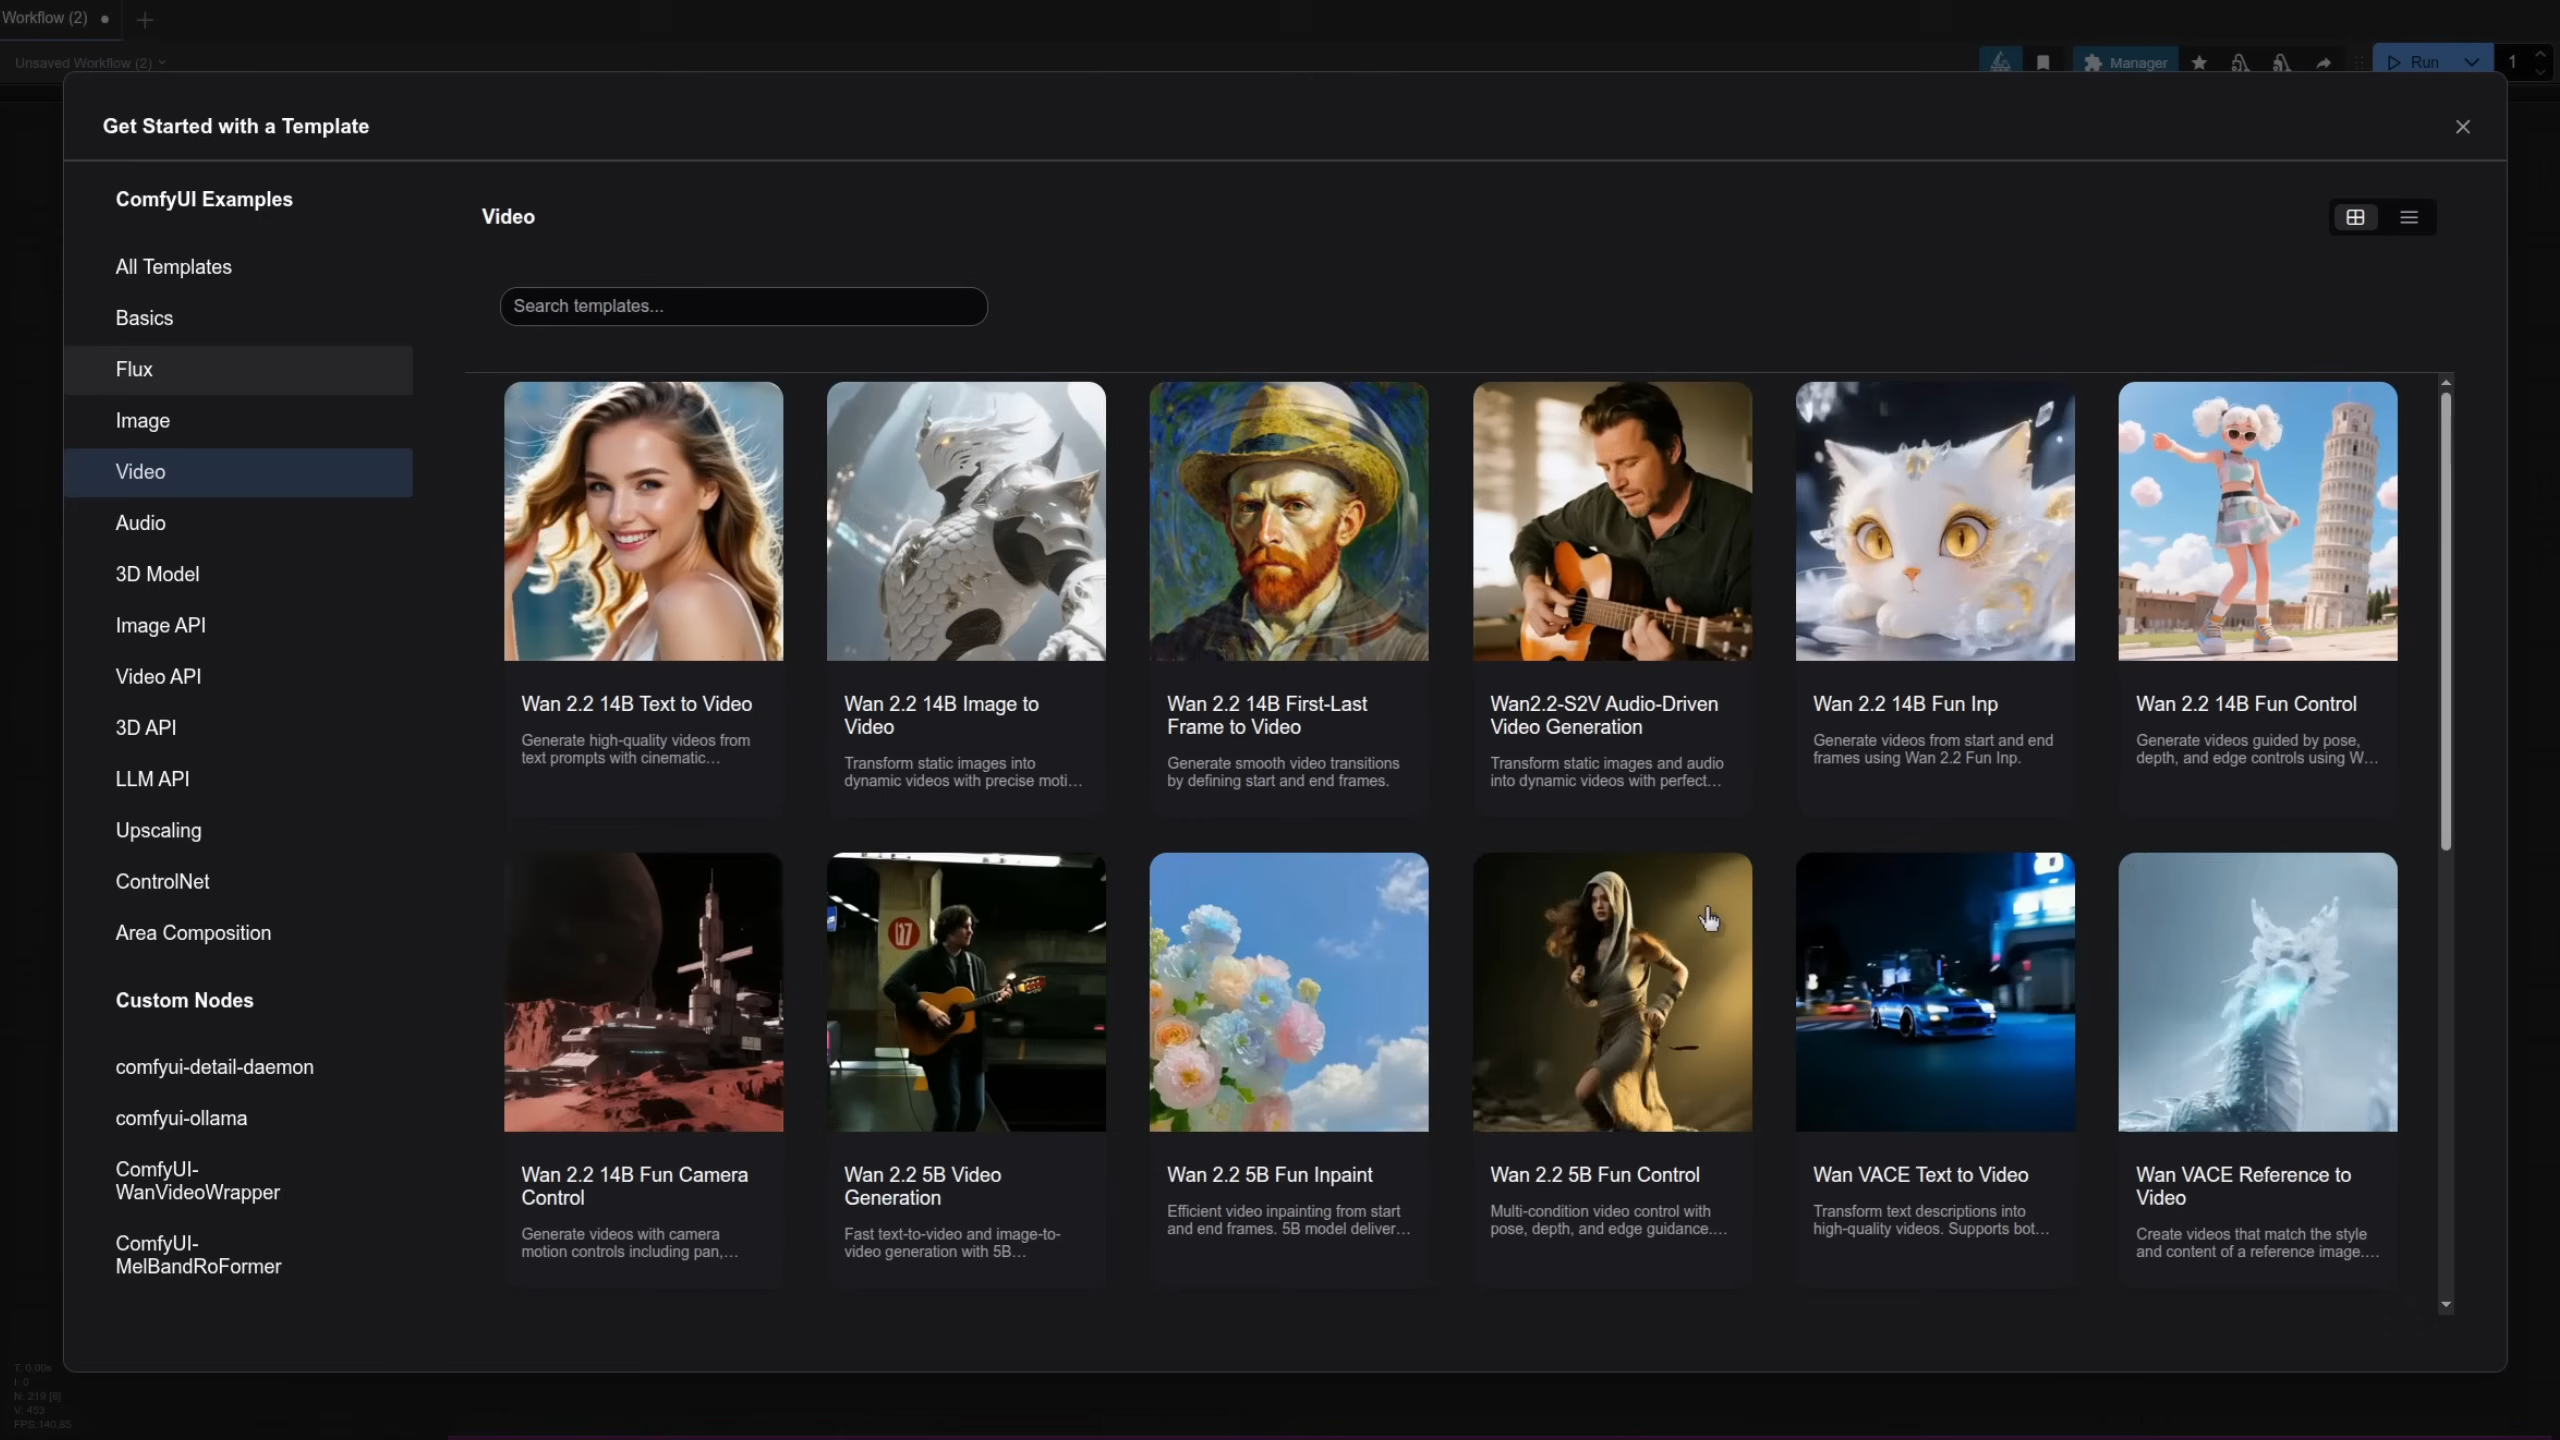 Workflow (2)
Unsaved Workflow (2)
Manager
Run
1
Get Started with a Template
ComfyUI Examples
All Templates
Basics
Flux
Image
Video
Audio
3D Model
Image API
Video API
3D API
LLM API
Upscaling
ControlNet
Area Composition
Custom Nodes
comfyui-detail-daemon
comfyui-ollama
ComfyUI-
WanVideoWrapper
ComfyUI-
MelBandRoFormer
Video
Search templates...
Wan 2.2 14B Text to Video
Generate high-quality videos from
text prompts with cinematic...
Wan 2.2 14B Image to
Video
Transform static images into
dynamic videos with precise moti...
Wan 2.2 14B First-Last
Frame to Video
Generate smooth video transitions
by defining start and end frames.
Wan2.2-S2V Audio-Driven
Video Generation
Transform static images and audio
into dynamic videos with perfect...
Wan 2.2 14B Fun Inp
Generate videos from start and end
frames using Wan 2.2 Fun Inp.
Wan 2.2 14B Fun Control
Generate videos guided by pose,
depth, and edge controls using W...
17
Wan 2.2 14B Fun Camera
Control
Generate videos with camera
motion controls including pan,...
Wan 2.2 5B Video
Generation
Fast text-to-video and image-to-
video generation with 5B...
Wan 2.2 5B Fun Inpaint
Efficient video inpainting from start
and end frames. 5B model deliver...
Wan 2.2 5B Fun Control
Multi-condition video control with
pose, depth, and edge guidance....
Wan VACE Text to Video
Transform text descriptions into
high-quality videos. Supports bot...
Wan VACE Reference to
Video
Create videos that match the style
and content of a reference image....
T: 0.00s
I: 0
N: 219 [8]
V: 453
FPS:140.85